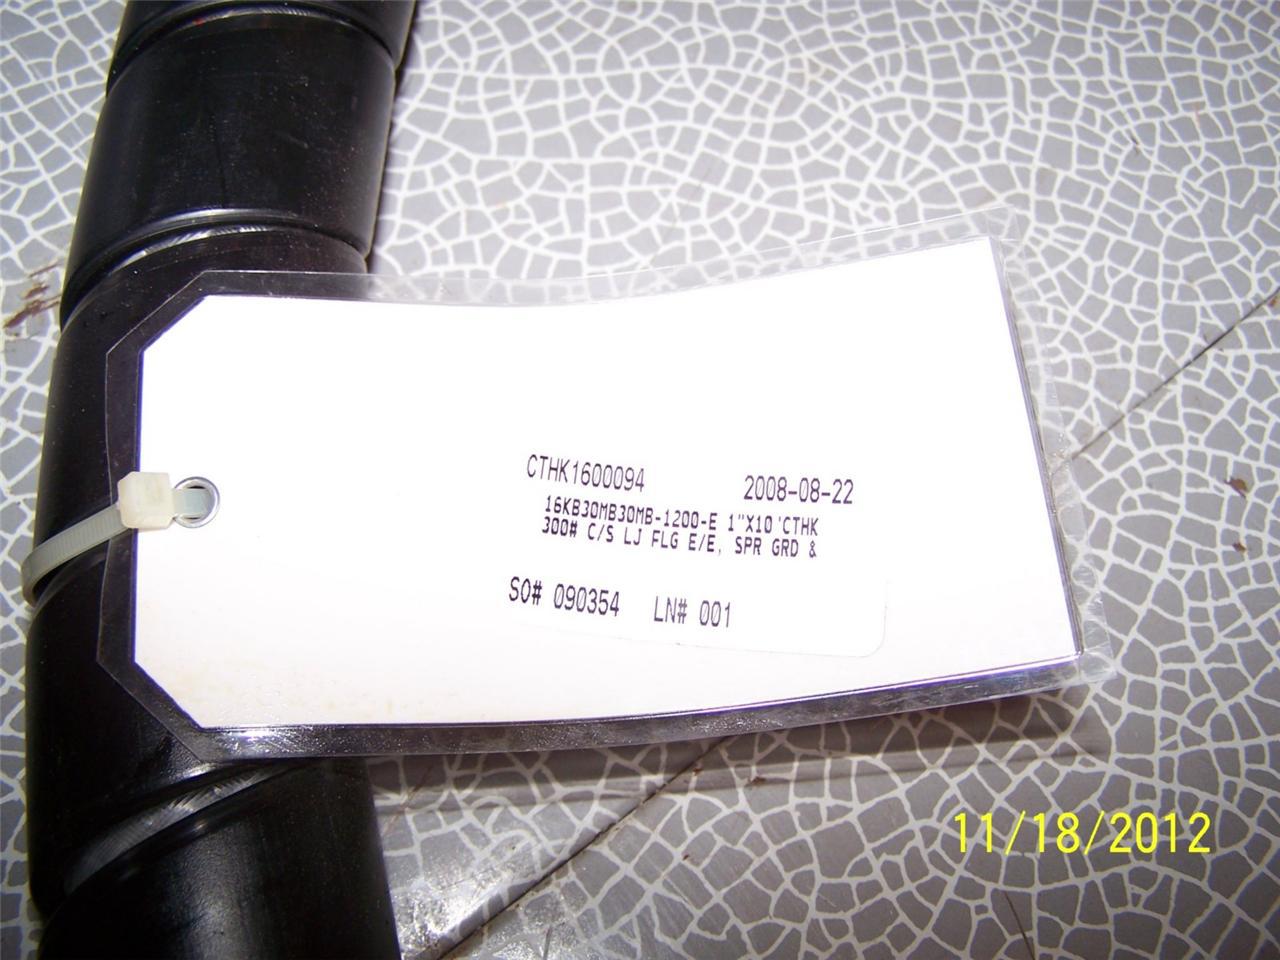 CTHK1600094 2008-08-22
16KB30MB30MB-1200-E 1"X10'CTHK
300# C/S LJ FLG E/E, SPR GRD &
SO# 090354 LN# 001
11/18/2012